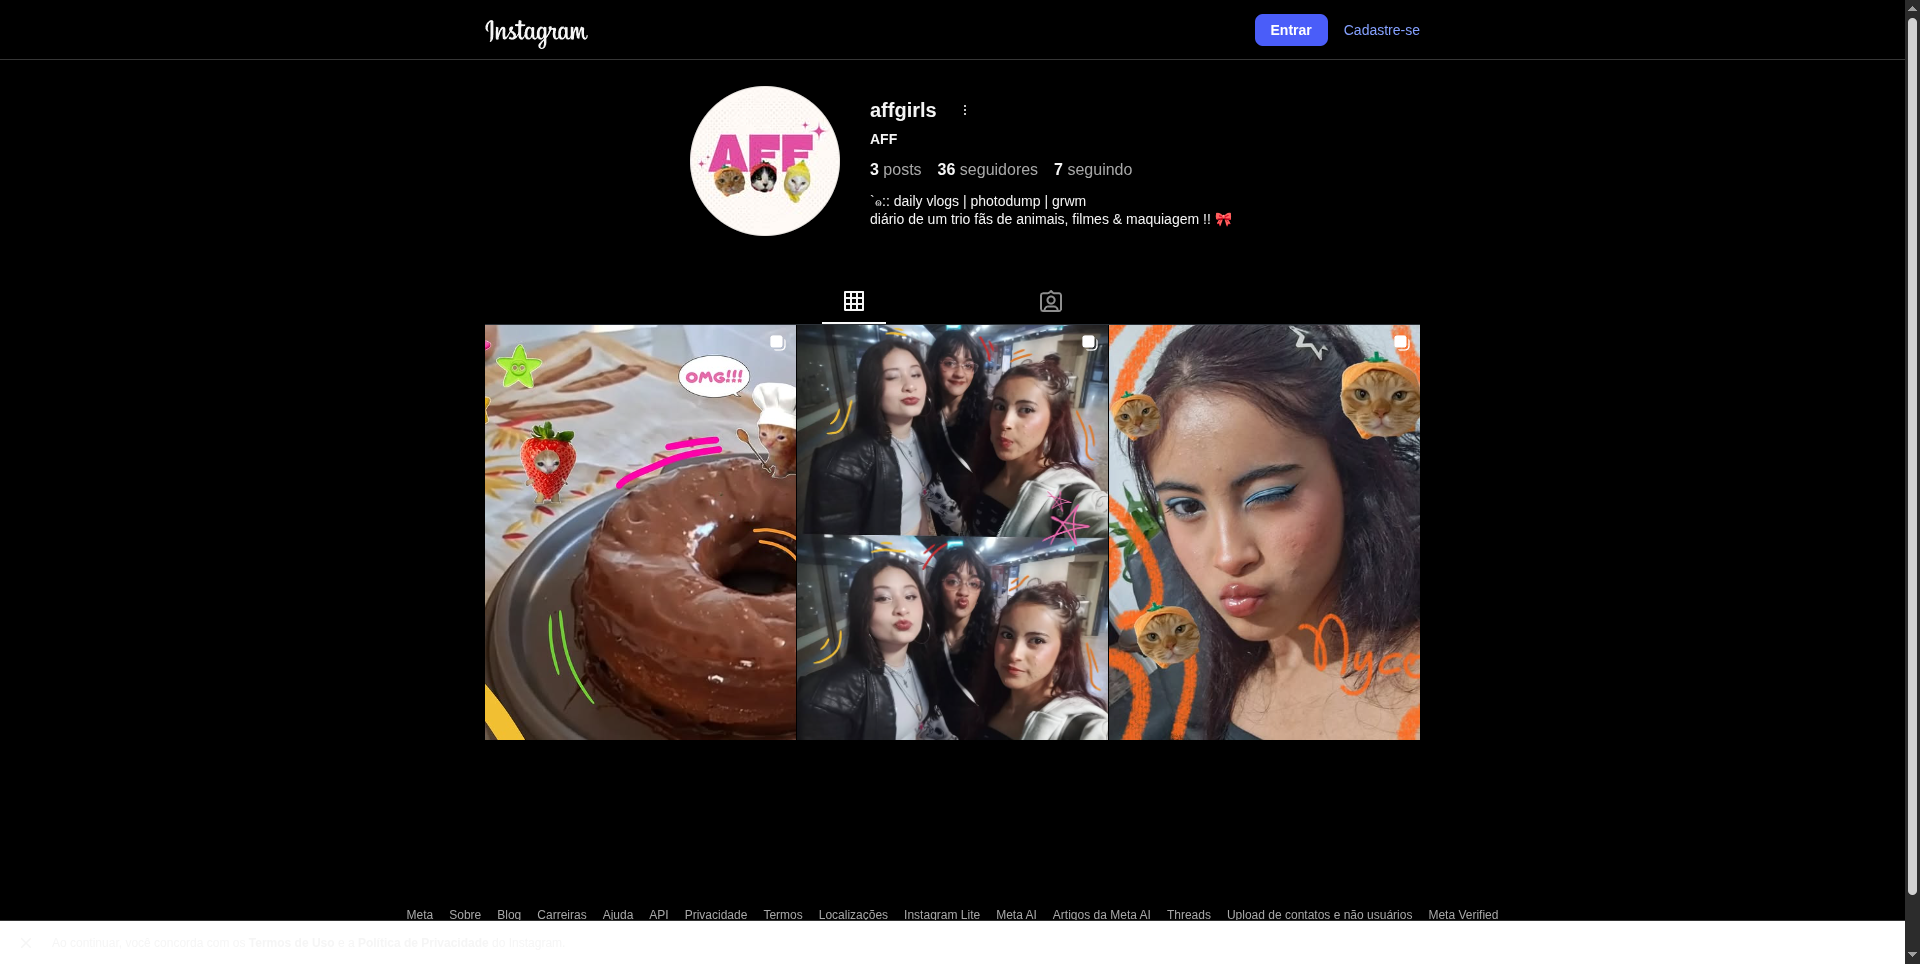 Instagram
Entrar
Cadastre-se
AFF
affgirls
AFF
3 posts 36 seguidores 7 seguindo
`๑:: daily vlogs | photodump | grwm
diário de um trio fãs de animais, filmes & maquiagem !! 🎀
OMG!!!
Nyce
Meta Sobre Blog Carreiras Ajuda API Privacidade Termos Localizações Instagram Lite Meta AI Artigos da Meta AI Threads Upload de contatos e não usuários Meta Verified
Ao continuar, você concorda com os Termos de Uso e a Política de Privacidade do Instagram.